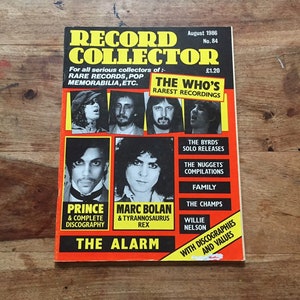 RECORD
COLLECTOR
August 1986
No. 84
£1.20
For all serious collectors of :-
RARE RECORDS, POP
MEMORABILIA, ETC.
THE WHO'S
RAREST RECORDINGS
THE BYRDS
SOLO RELEASES
THE NUGGETS
COMPILATIONS
FAMILY
THE CHAMPS
WILLIE
NELSON
PRINCE
& COMPLETE
DISCOGRAPHY
MARC BOLAN
& TYRANNOSAURUS
REX
THE ALARM
WITH DISCOGRAPHIES
AND VALUES